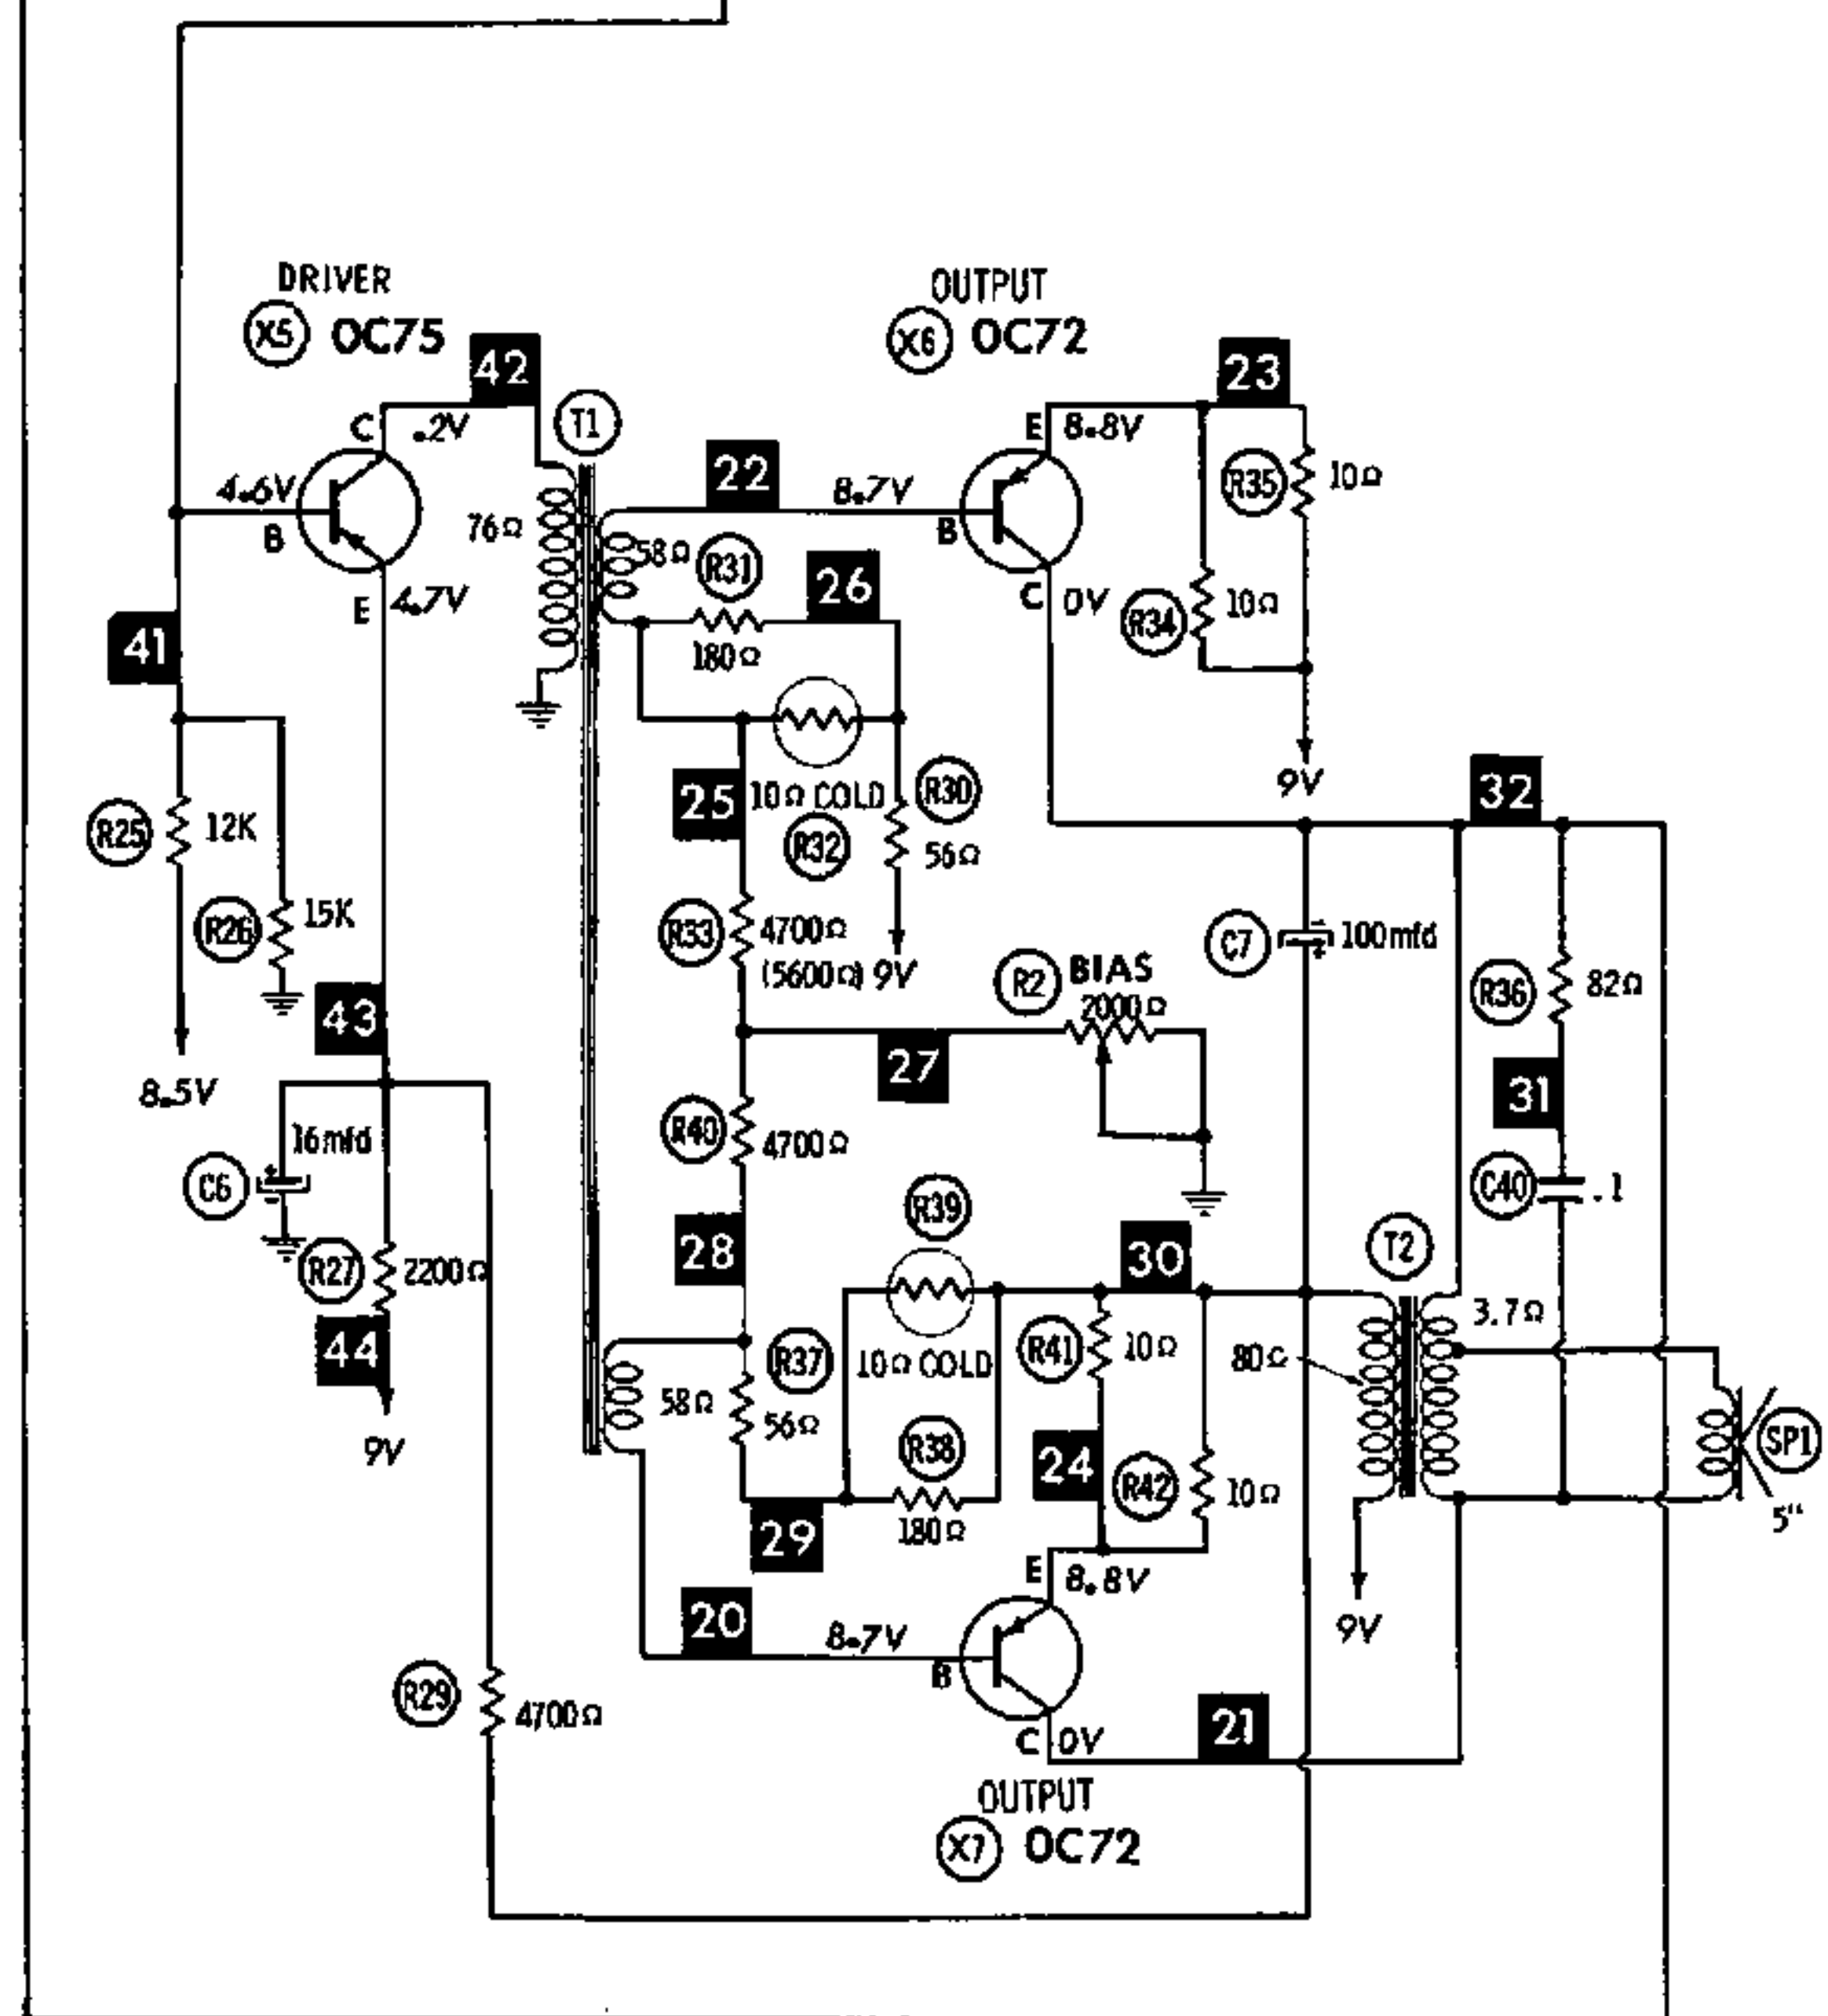 DRIVER
X5 OC75
42
C .2V
T1
4.6V
B
76Ω
E 4.7V
41
R25 12K
R26 15K
43
8.5V
16mfd
C6
R27 2200Ω
44
9V
R29 4700Ω
OUTPUT
X6 OC72
23
22
8.7V
E 8.8V
B
C 0V
R35 10Ω
R34 10Ω
9V
58Ω
R31
180Ω
26
25
10Ω COLD
R32
R30
56Ω
9V
R33 4700Ω
(5600Ω)
R2 BIAS
2000Ω
27
R40 4700Ω
28
32
C7 100mfd
R36 82Ω
31
C40 .1
R39
30
T2
10Ω COLD
R37
56Ω
58Ω
R38
180Ω
29
R41 10Ω
24
R42 10Ω
80Ω
3.7Ω
SP1
5"
9V
20
8.7V
B
E 8.8V
C 0V
21
OUTPUT
X7 OC72